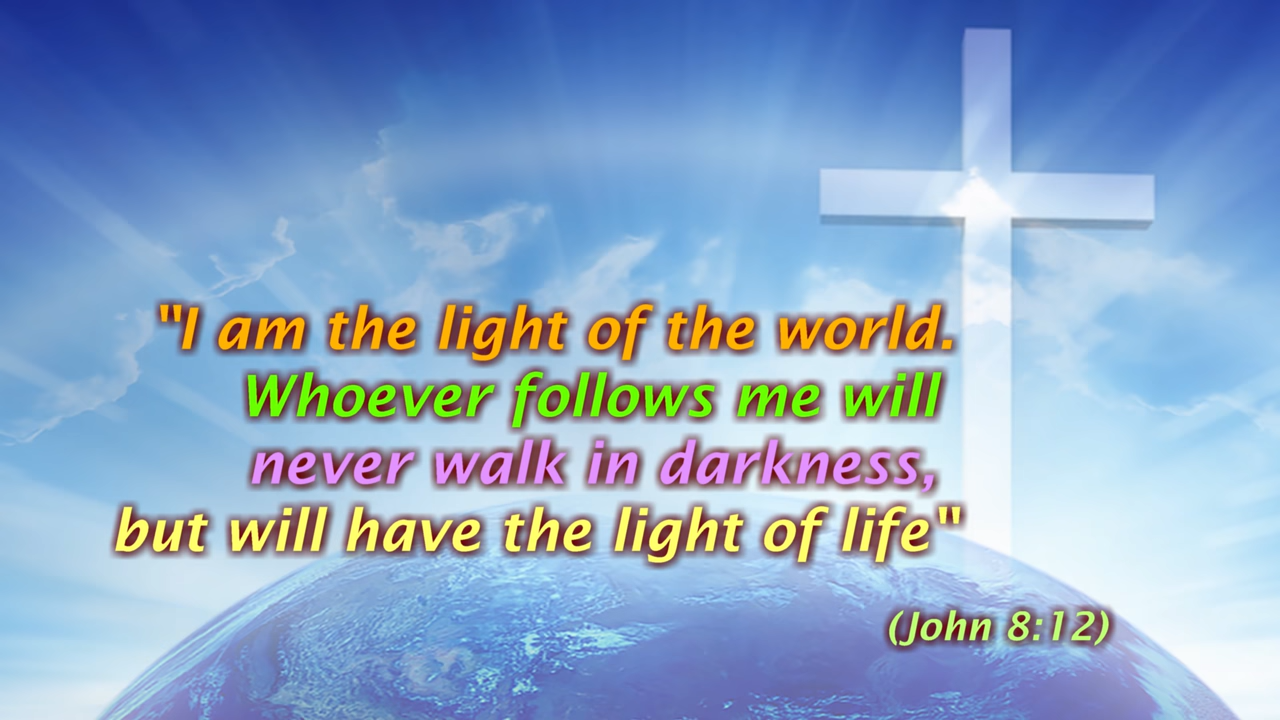 "I am the light of the world.
Whoever follows me will
never walk in darkness,
but will have the light of life"
(John 8:12)